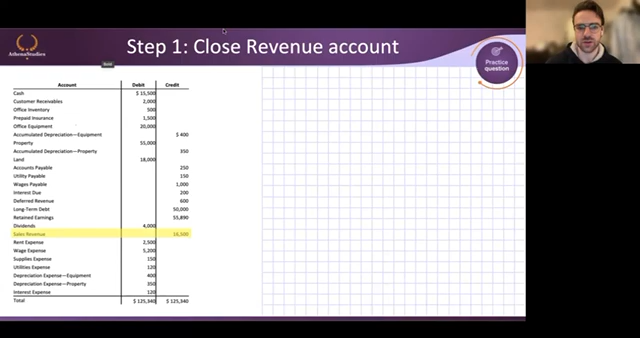 Step 1: Close Revenue account
AthenaStudies
Practice
question
Account Debit Credit
Cash $ 15,500
Customer Receivables 2,000
Office Inventory 500
Prepaid Insurance 1,500
Office Equipment 20,000
Accumulated Depreciation—Equipment $ 400
Property 55,000
Accumulated Depreciation—Property 350
Land 18,000
Accounts Payable 250
Utility Payable 150
Wages Payable 1,000
Interest Due 200
Deferred Revenue 600
Long-Term Debt 50,000
Retained Earnings 55,890
Dividends 4,000
Sales Revenue 16,500
Rent Expense 2,500
Wage Expense 5,200
Supplies Expense 150
Utilities Expense 120
Depreciation Expense—Equipment 400
Depreciation Expense—Property 350
Interest Expense 120
Total $ 125,340 $ 125,340